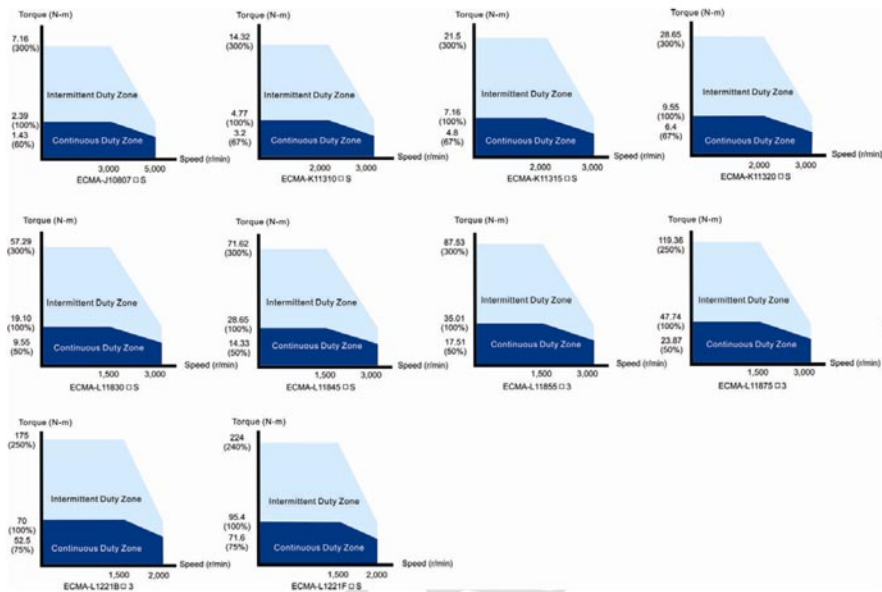 Torque (N-m)
7.16
(300%)
Intermittent Duty Zone
2.39
(100%)
1.43
(60%)
Continuous Duty Zone
Speed (r/min)
3,000
5,000
ECMA-J10807□S
Torque (N-m)
14.32
(300%)
Intermittent Duty Zone
4.77
(100%)
3.2
(67%)
Continuous Duty Zone
Speed (r/min)
2,000
3,000
ECMA-K11310□S
Torque (N-m)
21.5
(300%)
Intermittent Duty Zone
7.16
(100%)
4.8
(67%)
Continuous Duty Zone
Speed (r/min)
2,000
3,000
ECMA-K11315□S
Torque (N-m)
28.65
(300%)
Intermittent Duty Zone
9.55
(100%)
6.4
(67%)
Continuous Duty Zone
Speed (r/min)
2,000
3,000
ECMA-K11320□S
Torque (N-m)
57.29
(300%)
Intermittent Duty Zone
19.10
(100%)
9.55
(50%)
Continuous Duty Zone
Speed (r/min)
1,500
3,000
ECMA-L11830□S
Torque (N-m)
71.62
(300%)
Intermittent Duty Zone
28.65
(100%)
14.33
(50%)
Continuous Duty Zone
Speed (r/min)
1,500
3,000
ECMA-L11845□S
Torque (N-m)
87.53
(300%)
Intermittent Duty Zone
35.01
(100%)
17.51
(50%)
Continuous Duty Zone
Speed (r/min)
1,500
3,000
ECMA-L11855□3
Torque (N-m)
119.36
(250%)
Intermittent Duty Zone
47.74
(100%)
23.87
(50%)
Continuous Duty Zone
Speed (r/min)
1,500
3,000
ECMA-L11875□3
Torque (N-m)
175
(250%)
Intermittent Duty Zone
70
(100%)
52.5
(75%)
Continuous Duty Zone
Speed (r/min)
1,500
2,000
ECMA-L1221B□3
Torque (N-m)
224
(240%)
Intermittent Duty Zone
95.4
(100%)
71.6
(75%)
Continuous Duty Zone
Speed (r/min)
1,500
2,000
ECMA-L1221F□S